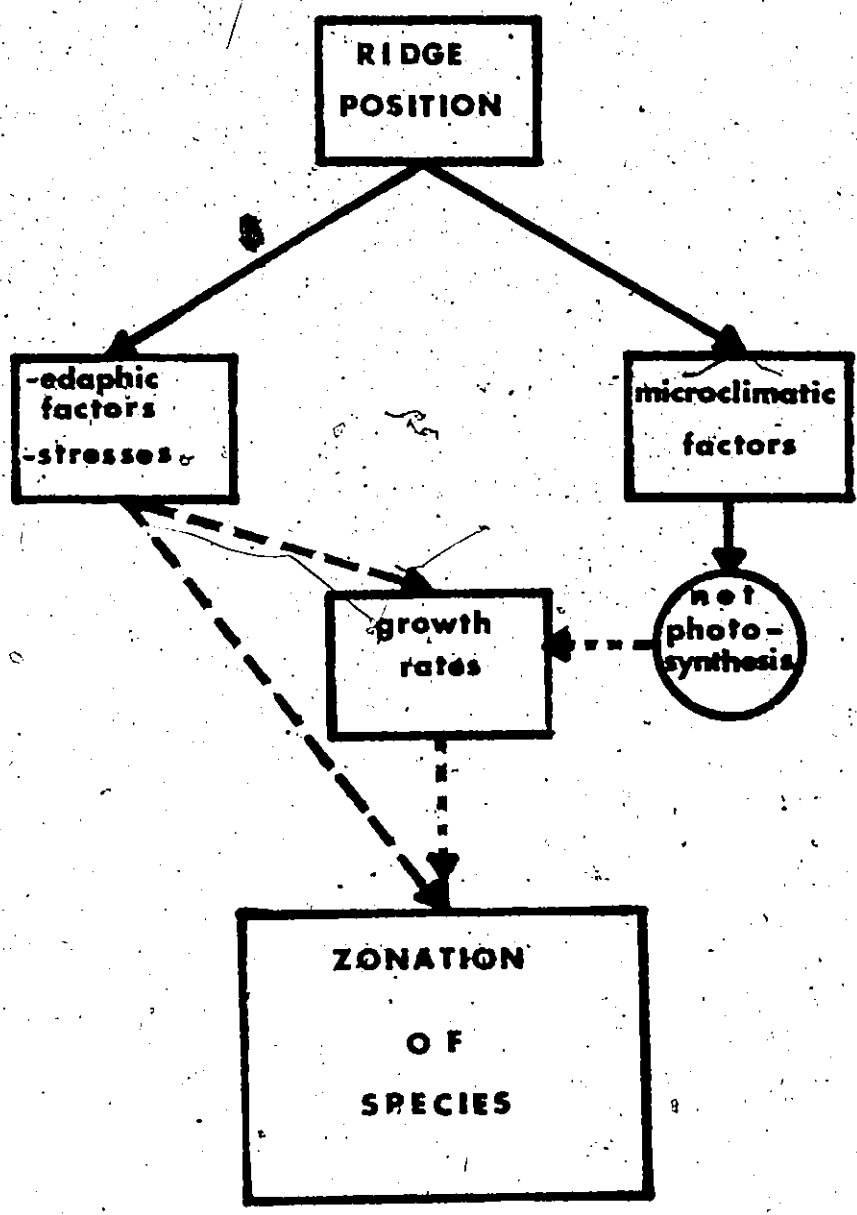 RIDGE
POSITION
-edaphic
factors
-stresses
microclimatic
factors
net
photo-
synthesis
growth
rates
ZONATION
OF
SPECIES